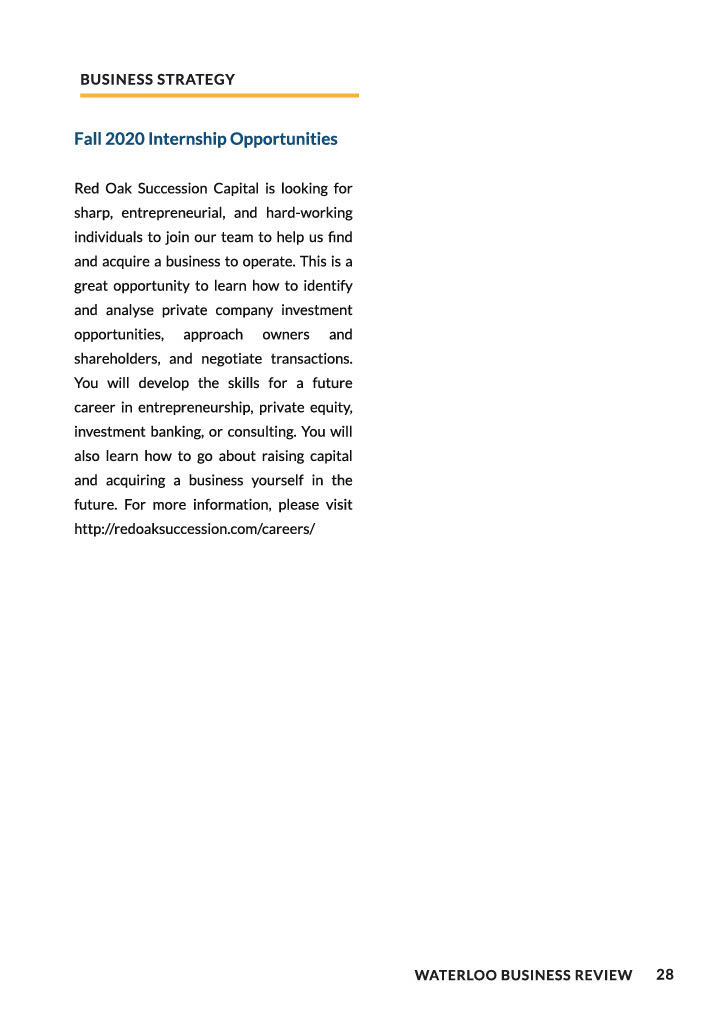 BUSINESS STRATEGY
Fall 2020 Internship Opportunities
Red Oak Succession Capital is looking for
sharp, entrepreneurial, and hard-working
individuals to join our team to help us find
and acquire a business to operate. This is a
great opportunity to learn how to identify
and analyse private company investment
opportunities, approach owners and
shareholders, and negotiate transactions.
You will develop the skills for a future
career in entrepreneurship, private equity,
investment banking, or consulting. You will
also learn how to go about raising capital
and acquiring a business yourself in the
future. For more information, please visit
http://redoaksuccession.com/careers/
WATERLOO BUSINESS REVIEW 28